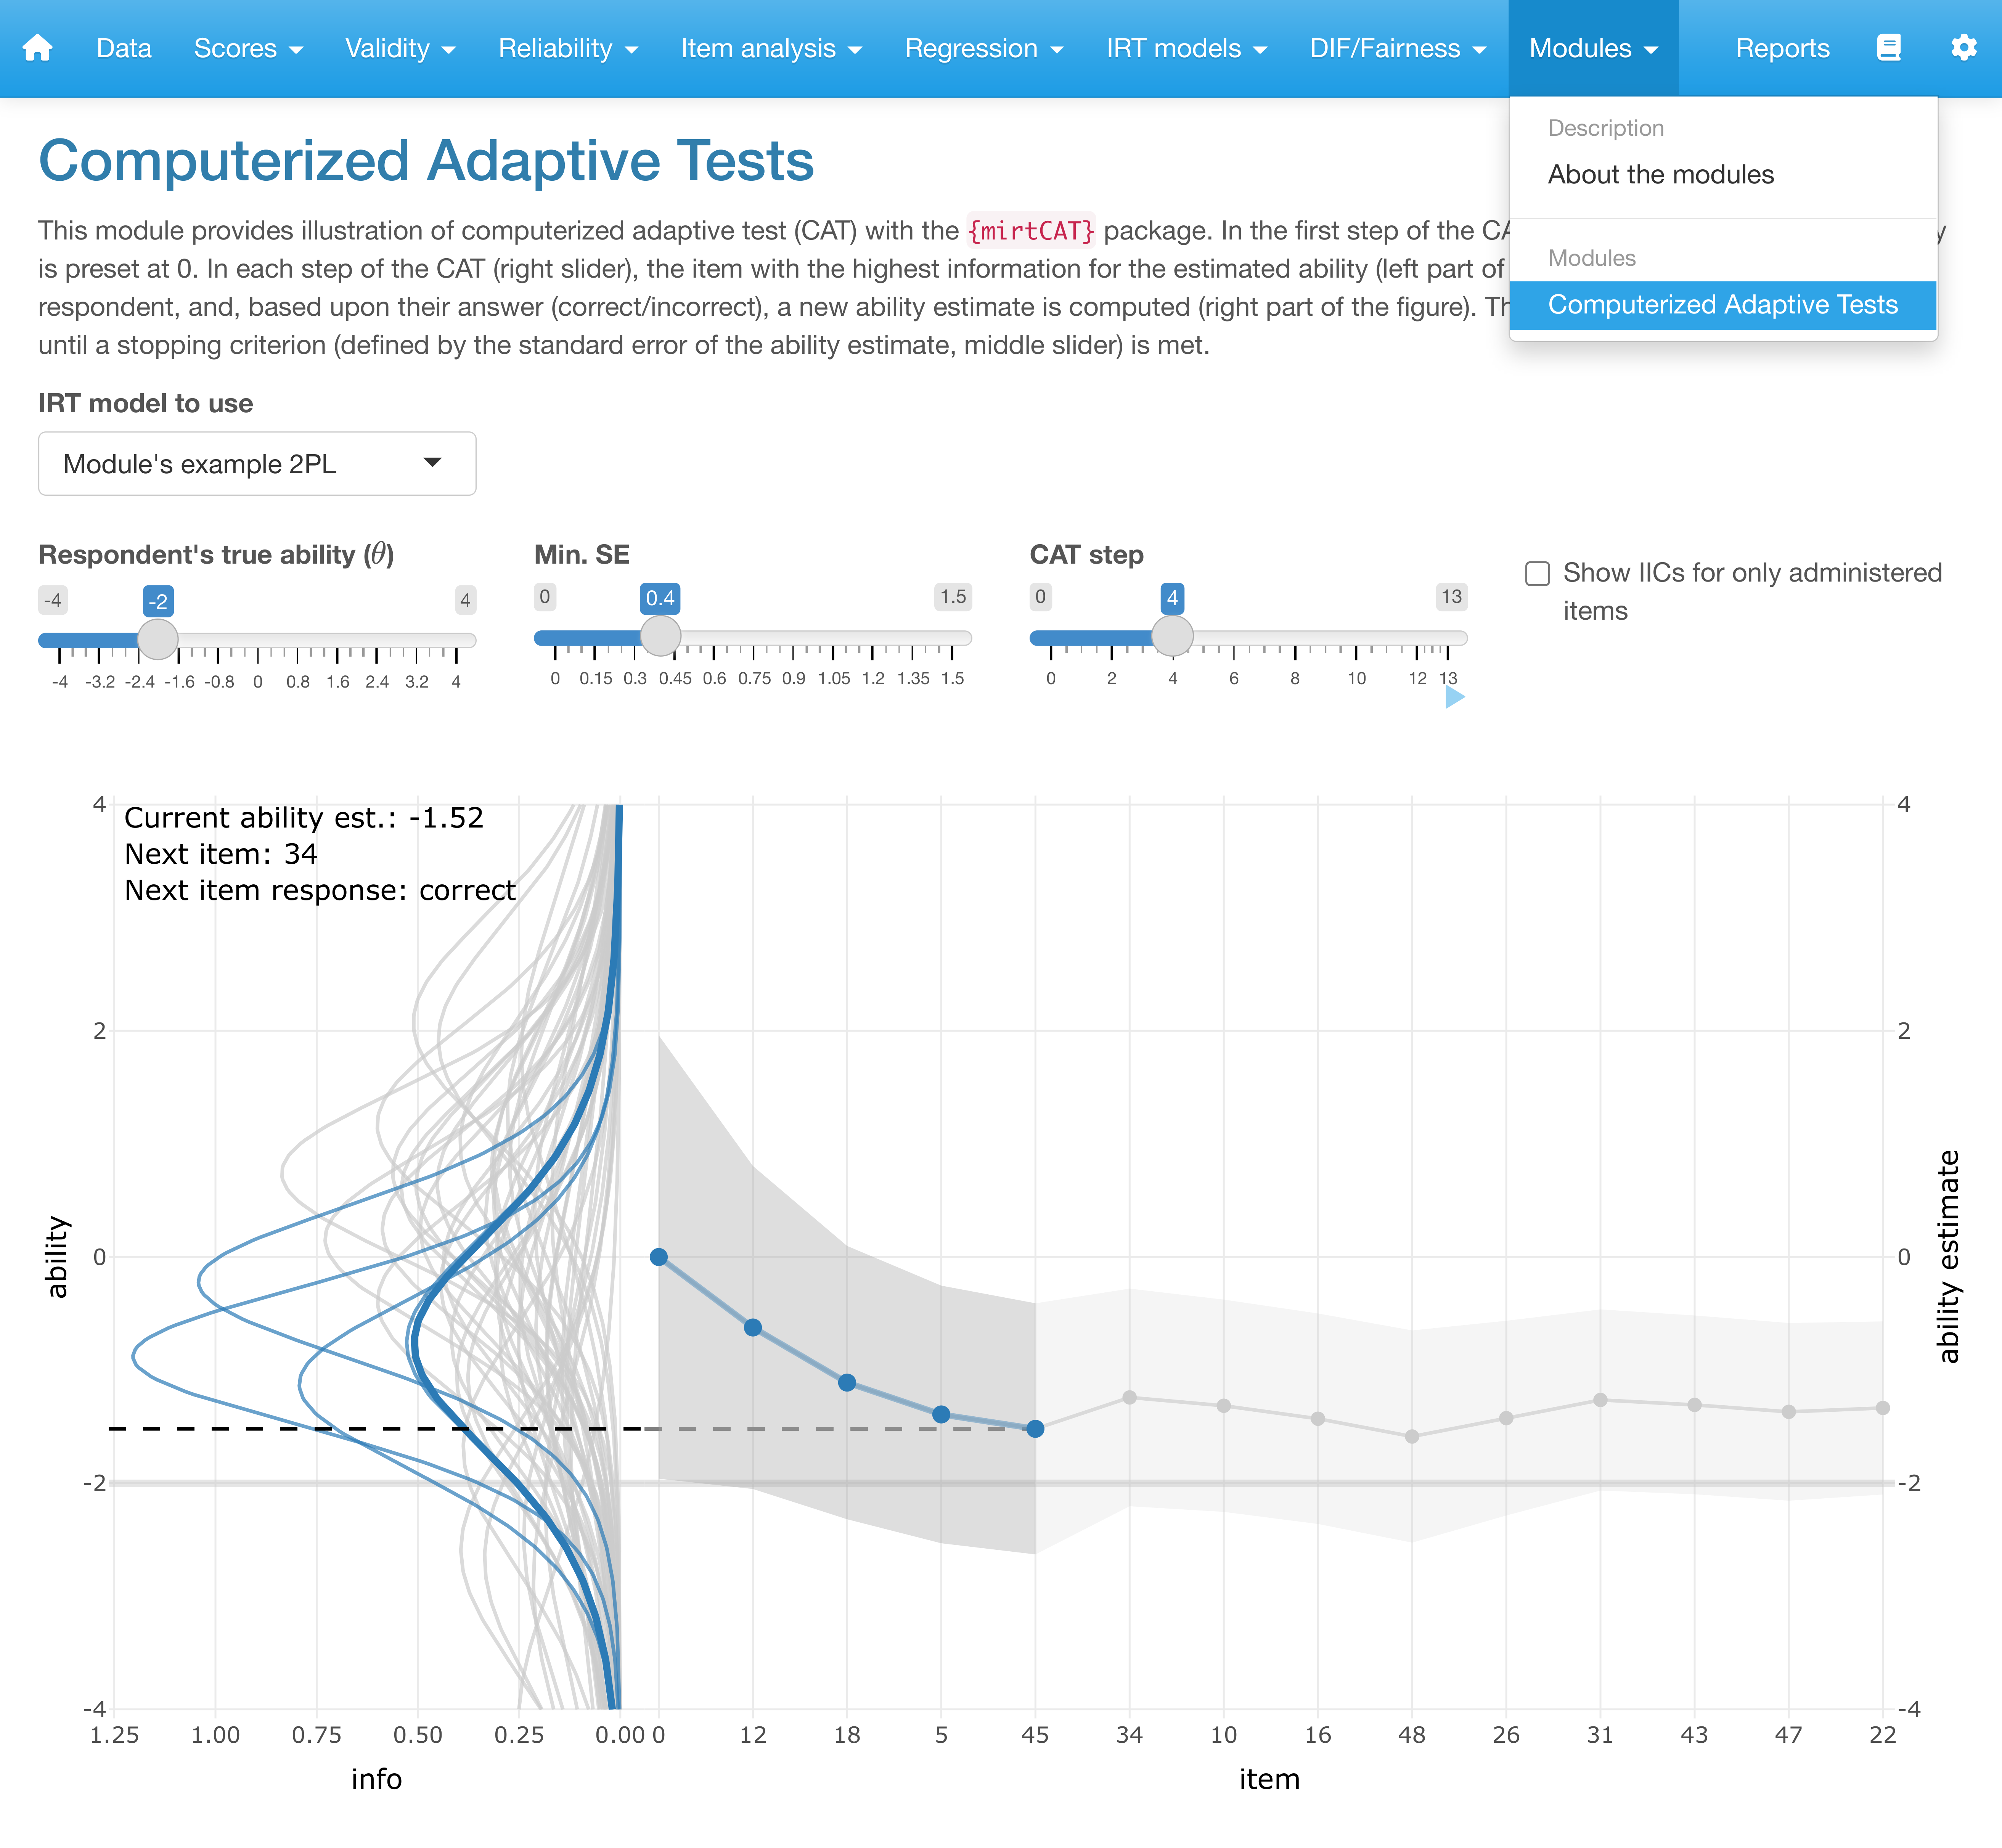 Data Scores Validity Reliability Item analysis Regression IRT models DIF/Fairness Modules Reports
Description
About the modules
Modules
Computerized Adaptive Tests
Computerized Adaptive Tests
This module provides illustration of computerized adaptive test (CAT) with the {mirtCAT} package. In the first step of the
is preset at 0. In each step of the CAT (right slider), the item with the highest information for the estimated ability (left part of
respondent, and, based upon their answer (correct/incorrect), a new ability estimate is computed (right part of the figure).
until a stopping criterion (defined by the standard error of the ability estimate, middle slider) is met.
IRT model to use
Module's example 2PL
Respondent's true ability (θ)
-4 -2 4
-4 -3.2 -2.4 -1.6 -0.8 0 0.8 1.6 2.4 3.2 4
Min. SE
0 0.4 1.5
0 0.15 0.3 0.45 0.6 0.75 0.9 1.05 1.2 1.35 1.5
CAT step
0 4 13
0 2 4 6 8 10 12 13
Show IICs for only administered
items
Current ability est.: -1.52
Next item: 34
Next item response: correct
4
2
0
-2
-4
ability
1.25 1.00 0.75 0.50 0.25 0.00
info
0 12 18 5 45 34 10 16 48 26 31 43 47 22
item
4
2
0
-2
-4
ability estimate